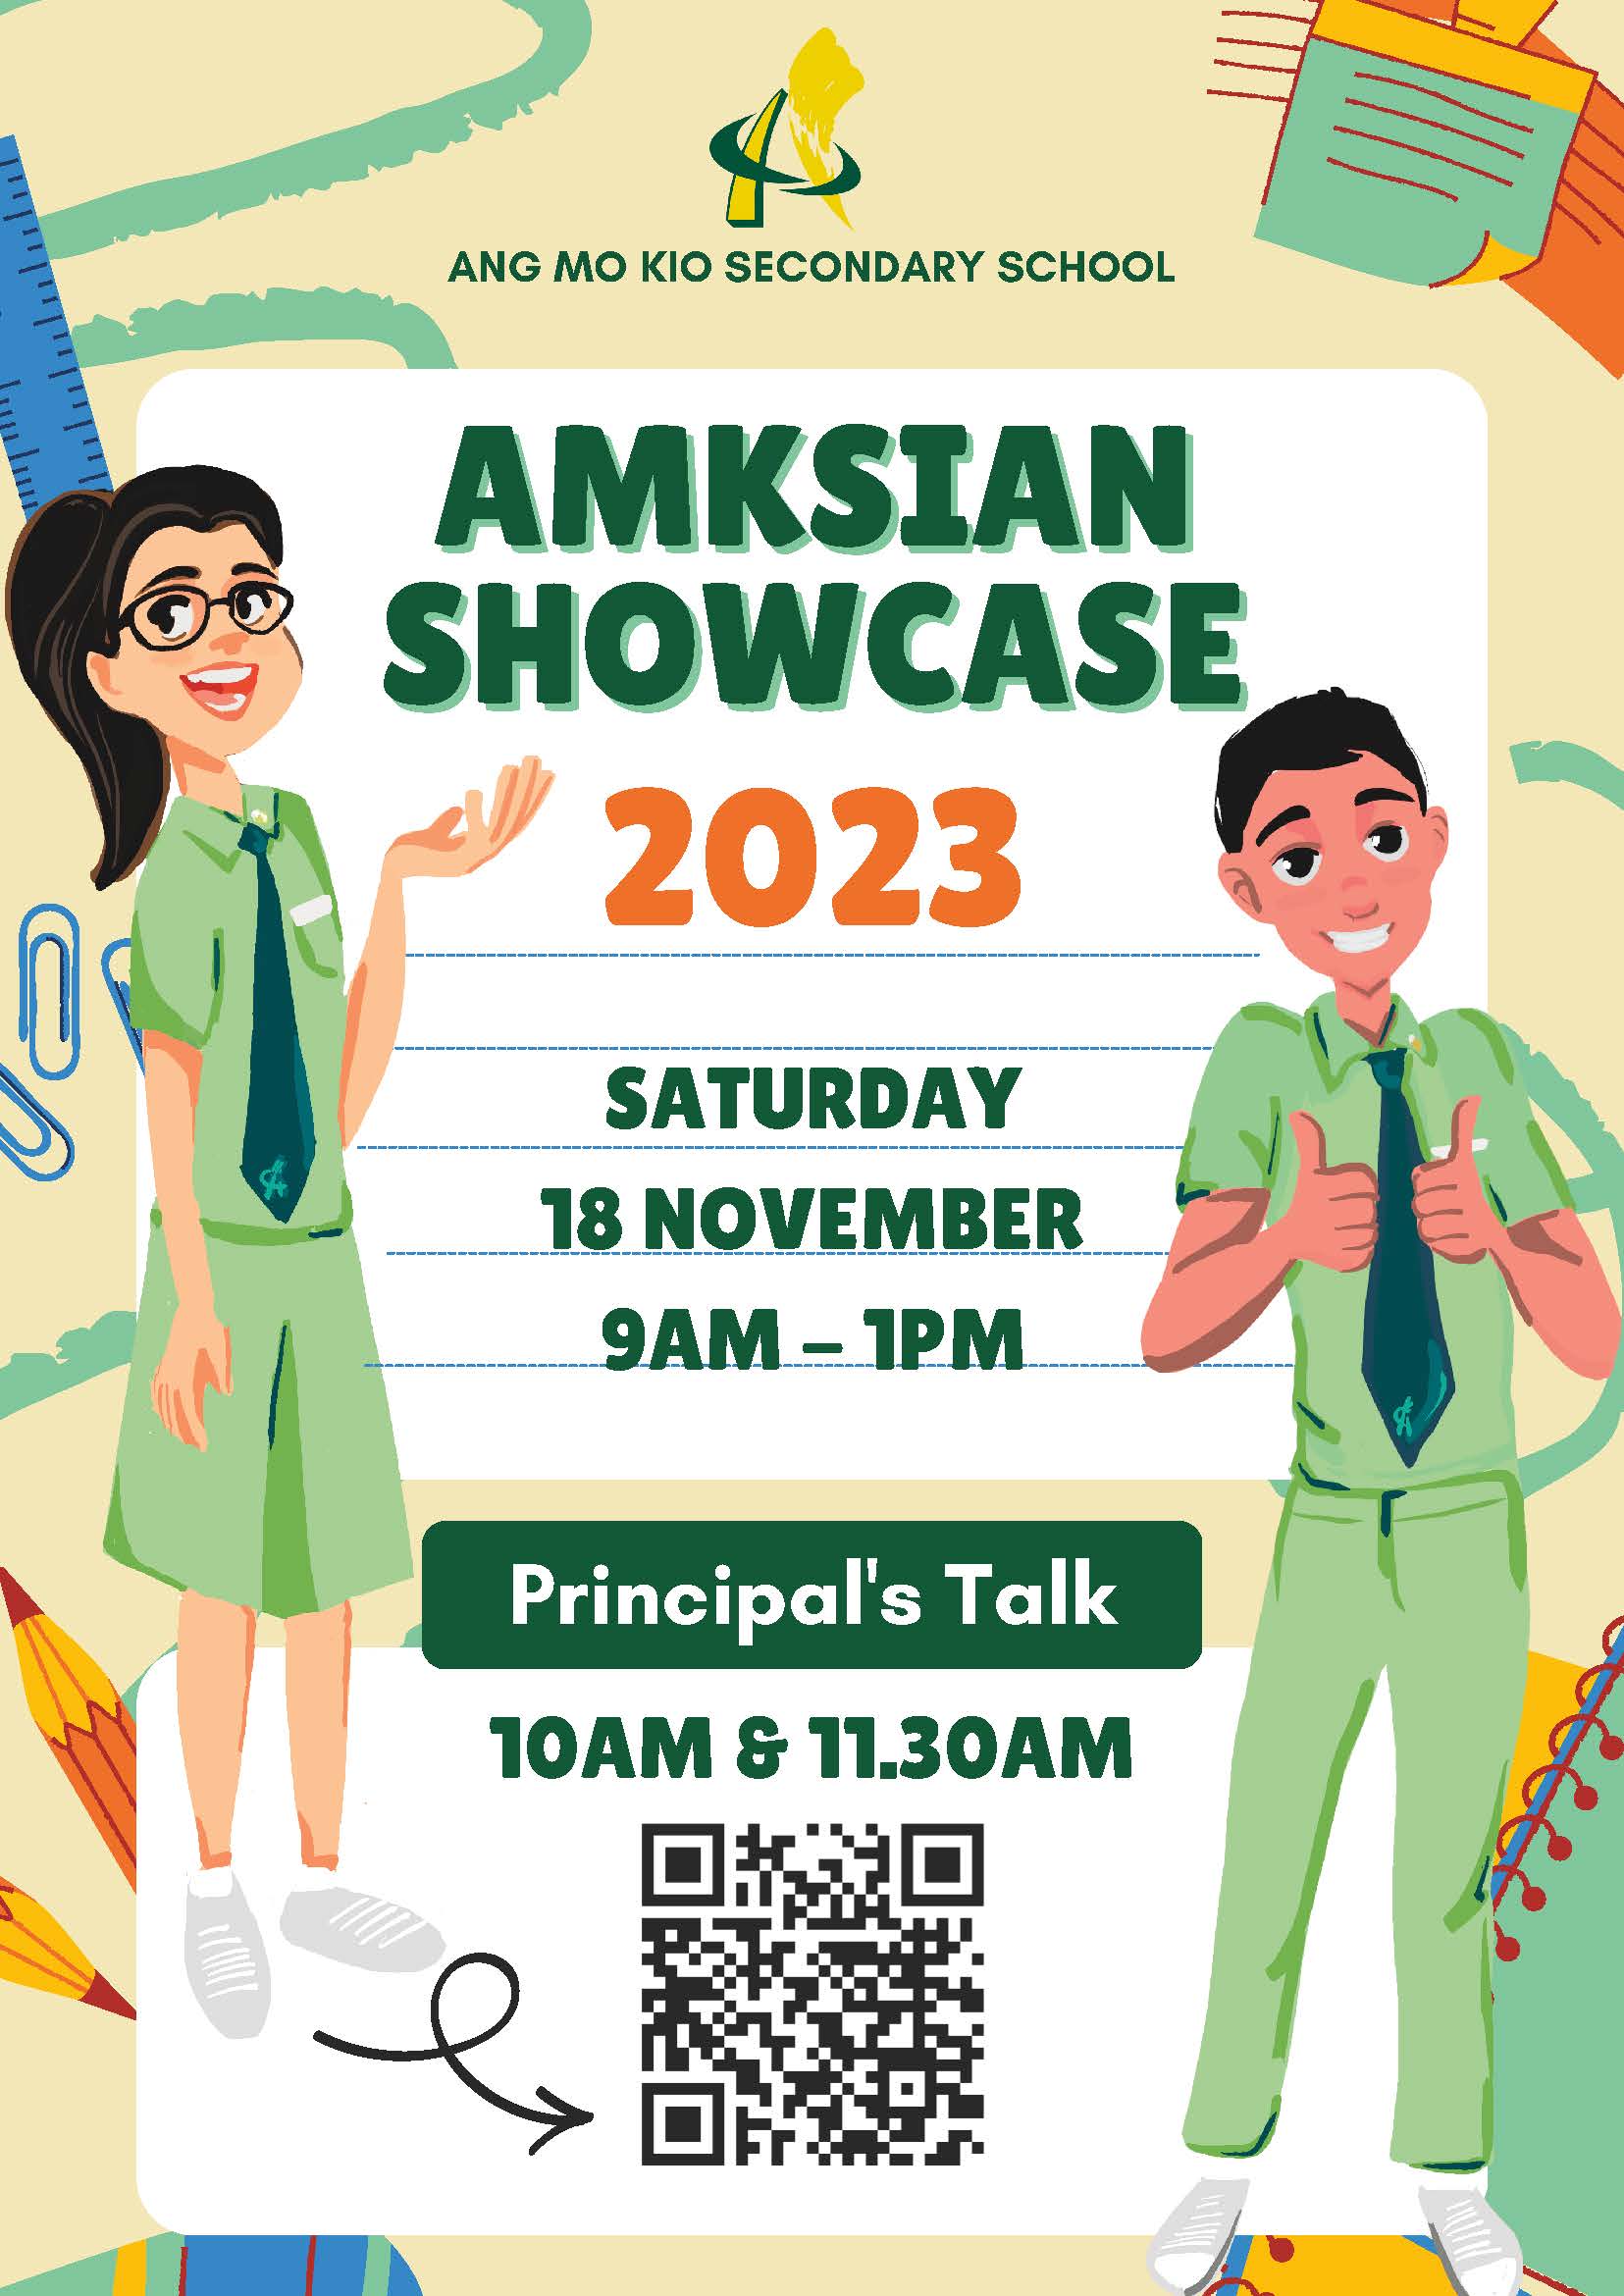 ANG MO KIO SECONDARY SCHOOL
AMKSIAN
SHOWCASE
2023
SATURDAY
18 NOVEMBER
9AM – 1PM
Principal's Talk
10AM & 11.30AM